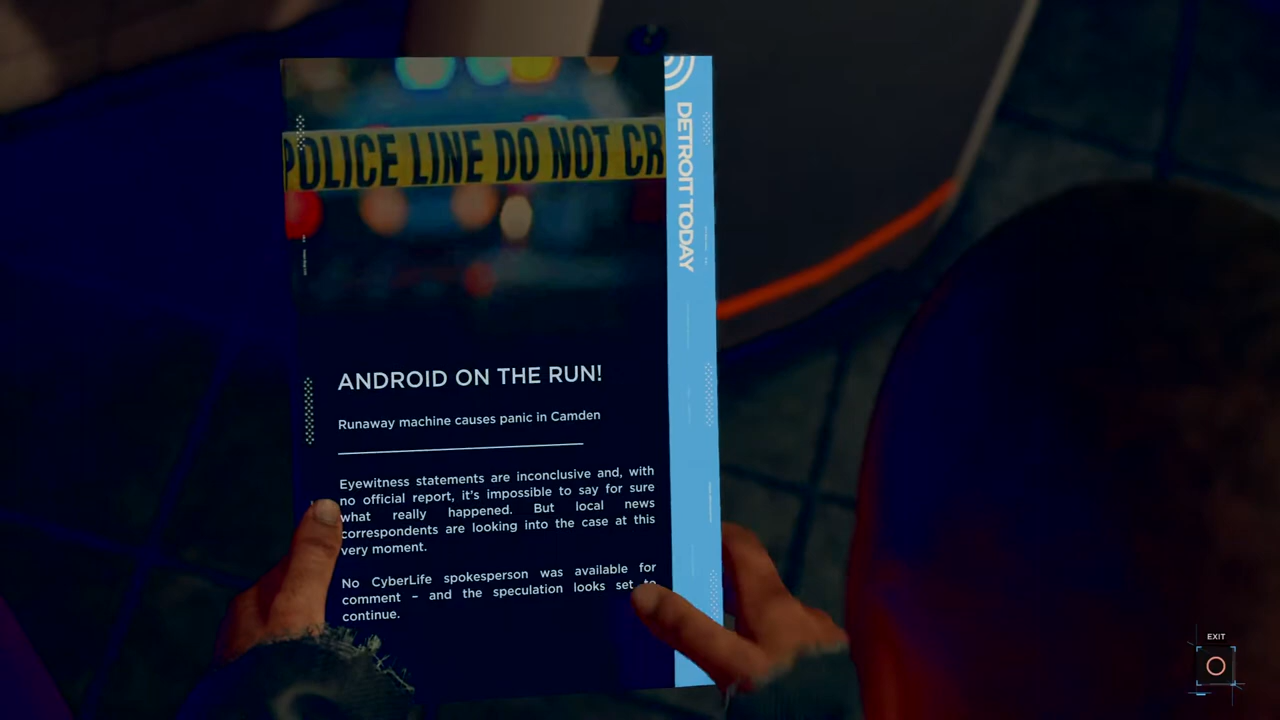 POLICE LINE DO NOT CR
DETROIT TODAY
ANDROID ON THE RUN!
Runaway machine causes panic in Camden
Eyewitness statements are inconclusive and, with
no official report, it's impossible to say for sure
what really happened. But local news
correspondents are looking into the case at this
very moment.
No CyberLife spokesperson was available for
comment – and the speculation looks set to
continue.
EXIT